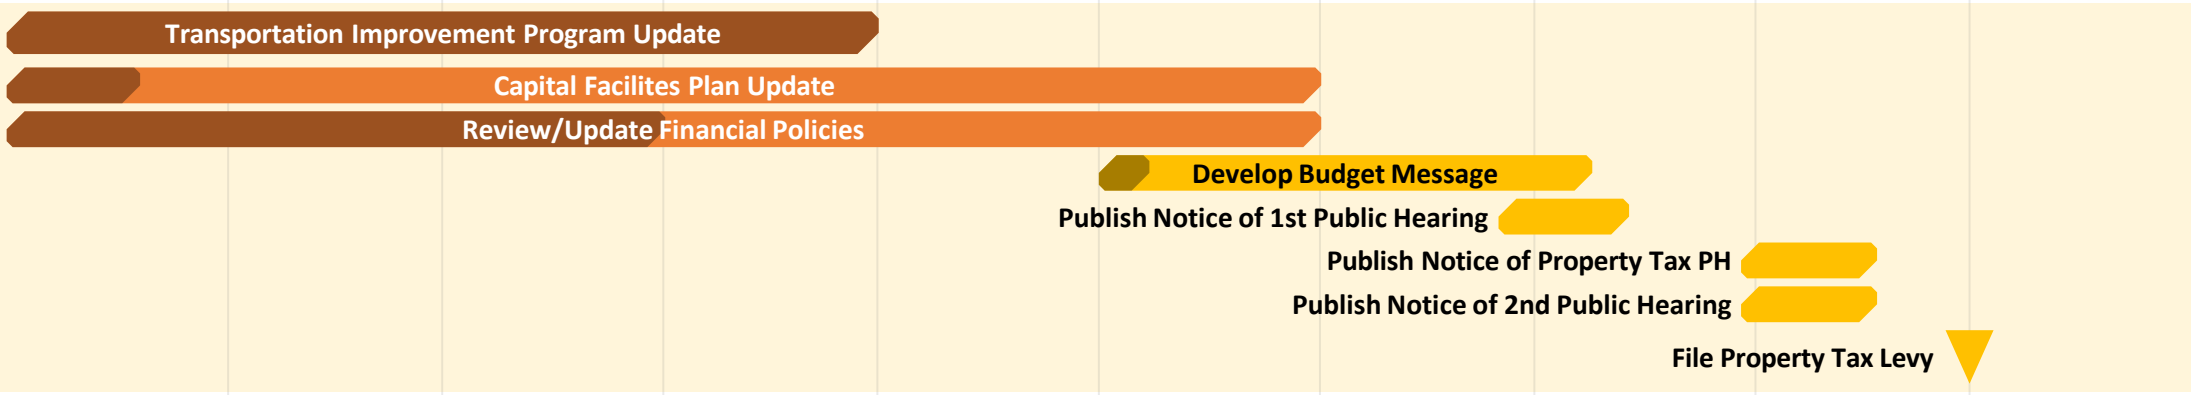 Transportation Improvement Program Update
Capital Facilites Plan Update
Review/Update Financial Policies
Develop Budget Message
Publish Notice of 1st Public Hearing
Publish Notice of Property Tax PH
Publish Notice of 2nd Public Hearing
File Property Tax Levy